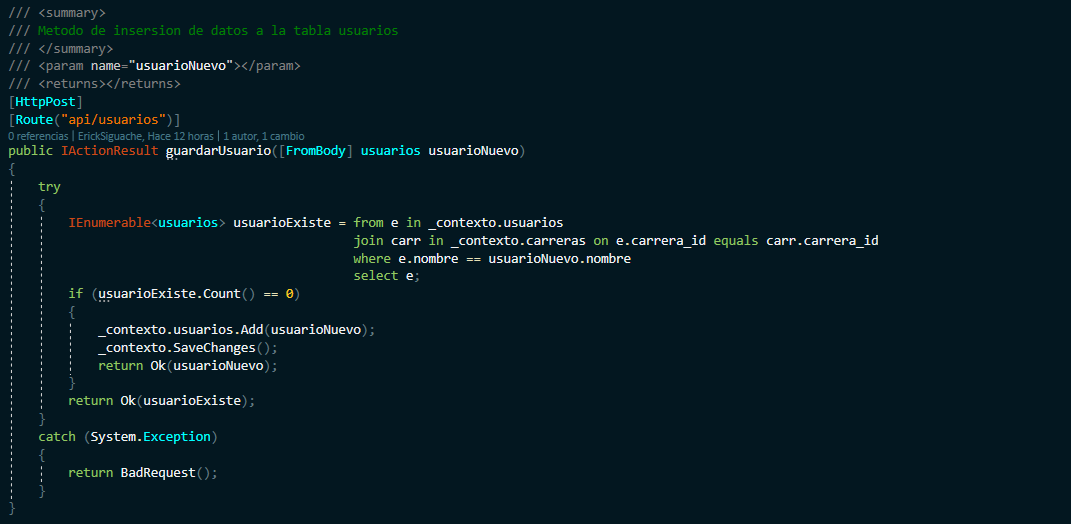 /// <summary>
/// Metodo de insersion de datos a la tabla usuarios
/// </summary>
/// <param name="usuarioNuevo"></param>
/// <returns></returns>
[HttpPost]
[Route("api/usuarios")]
0 referencias | ErickSiguache, Hace 12 horas | 1 autor, 1 cambio
public IActionResult guardarUsuario([FromBody] usuarios usuarioNuevo)
{
try
{
IEnumerable<usuarios> usuarioExiste = from e in _contexto.usuarios
join carr in _contexto.carreras on e.carrera_id equals carr.carrera_id
where e.nombre == usuarioNuevo.nombre
select e;
if (usuarioExiste.Count() == 0)
{
_contexto.usuarios.Add(usuarioNuevo);
_contexto.SaveChanges();
return Ok(usuarioNuevo);
}
return Ok(usuarioExiste);
}
catch (System.Exception)
{
return BadRequest();
}
}